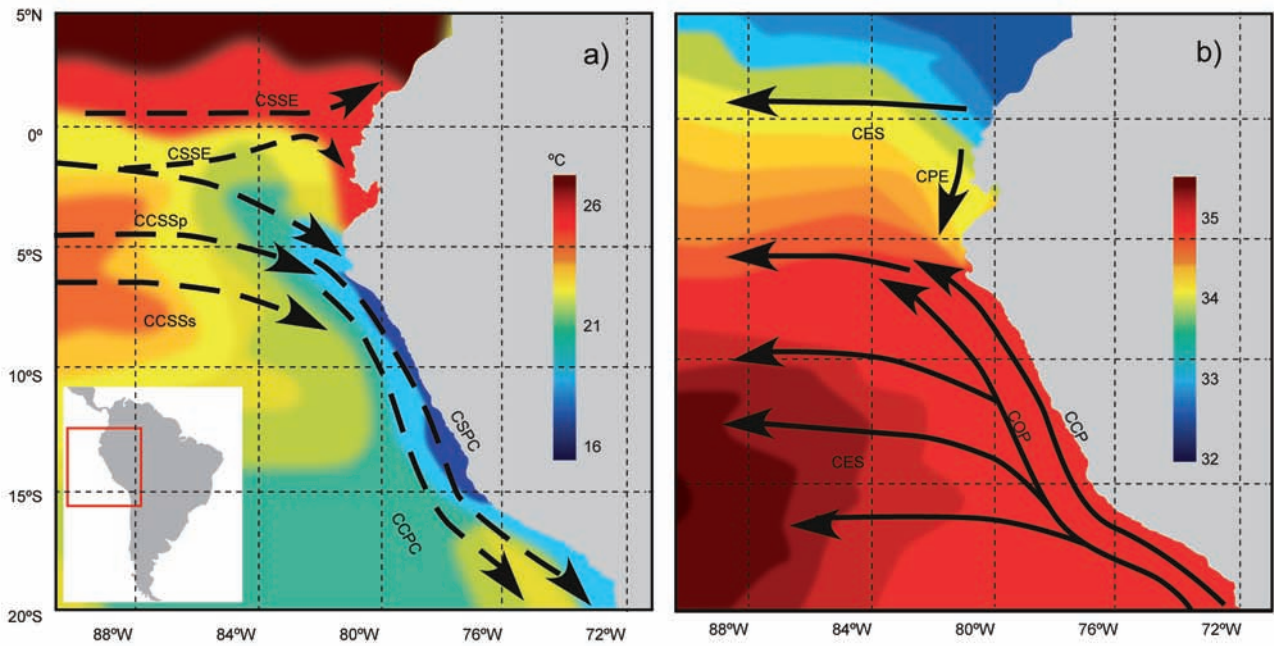 5ºN
0º
5ºS
10ºS
15ºS
20ºS
88ºW
84ºW
80ºW
76ºW
72ºW
a)
CSSE
CSSE
CCSSp
CCSSs
CSPC
CCPC
ºC
26
21
16
b)
CES
CPE
COP
CCP
CES
35
34
33
32
88ºW
84ºW
80ºW
76ºW
72ºW